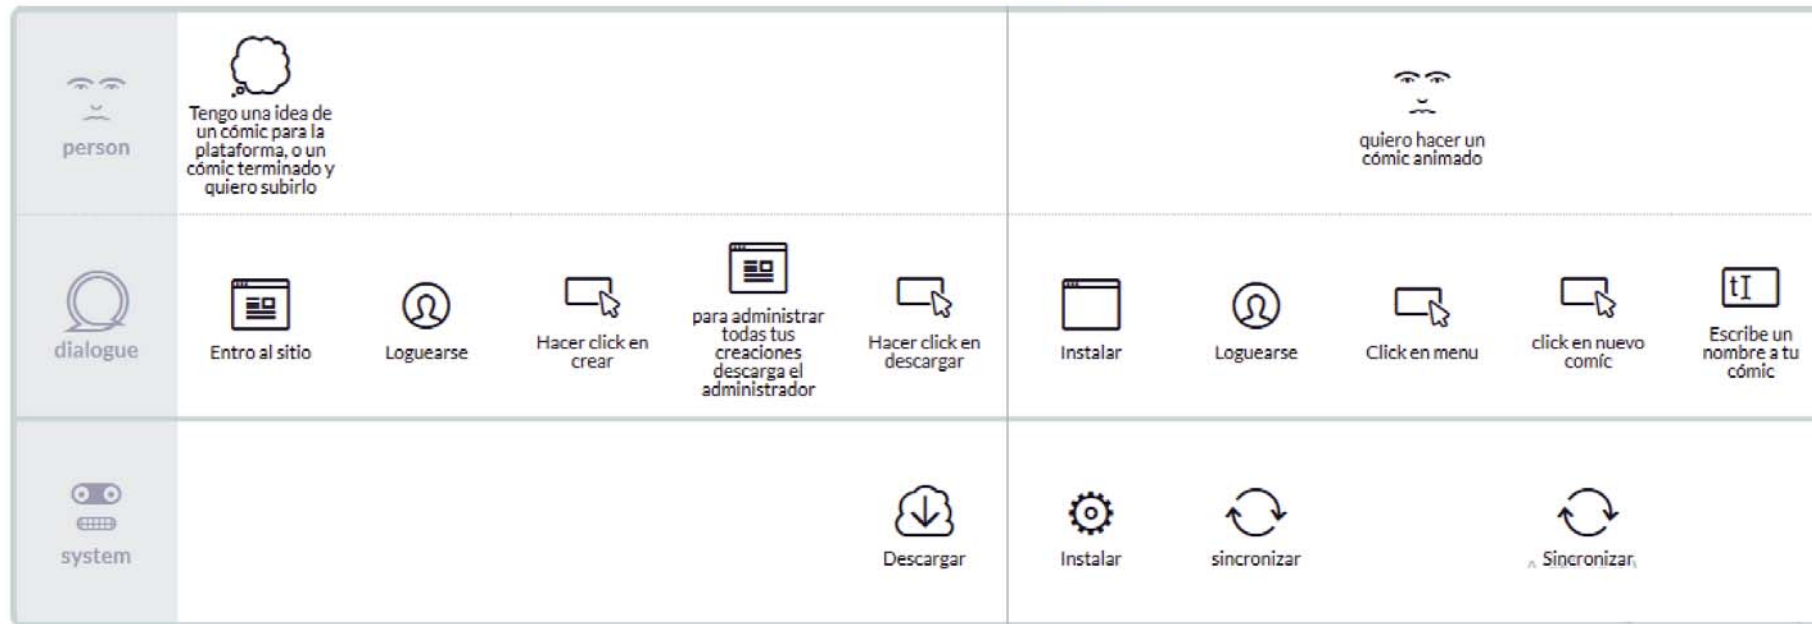 person
Tengo una idea de
un cómic para la
plataforma, o un
cómic terminado y
quiero subirlo
quiero hacer un
cómic animado
dialogue
Entro al sitio
Loguearse
Hacer click en
crear
para administrar
todas tus
creaciones
descarga el
administrador
Hacer click en
descargar
Instalar
Loguearse
Click en menu
click en nuevo
comíc
tI
Escribe un
nombre a tu
cómic
system
Descargar
Instalar
sincronizar
Sincronizar